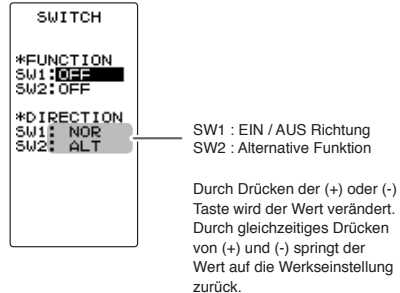 SWITCH
*FUNCTION
SW1:OFF
SW2:OFF
*DIRECTION
SW1: NOR
SW2: ALT
SW1 : EIN / AUS Richtung
SW2 : Alternative Funktion
Durch Drücken der (+) oder (-)
Taste wird der Wert verändert.
Durch gleichzeitiges Drücken
von (+) und (-) springt der
Wert auf die Werkseinstellung
zurück.